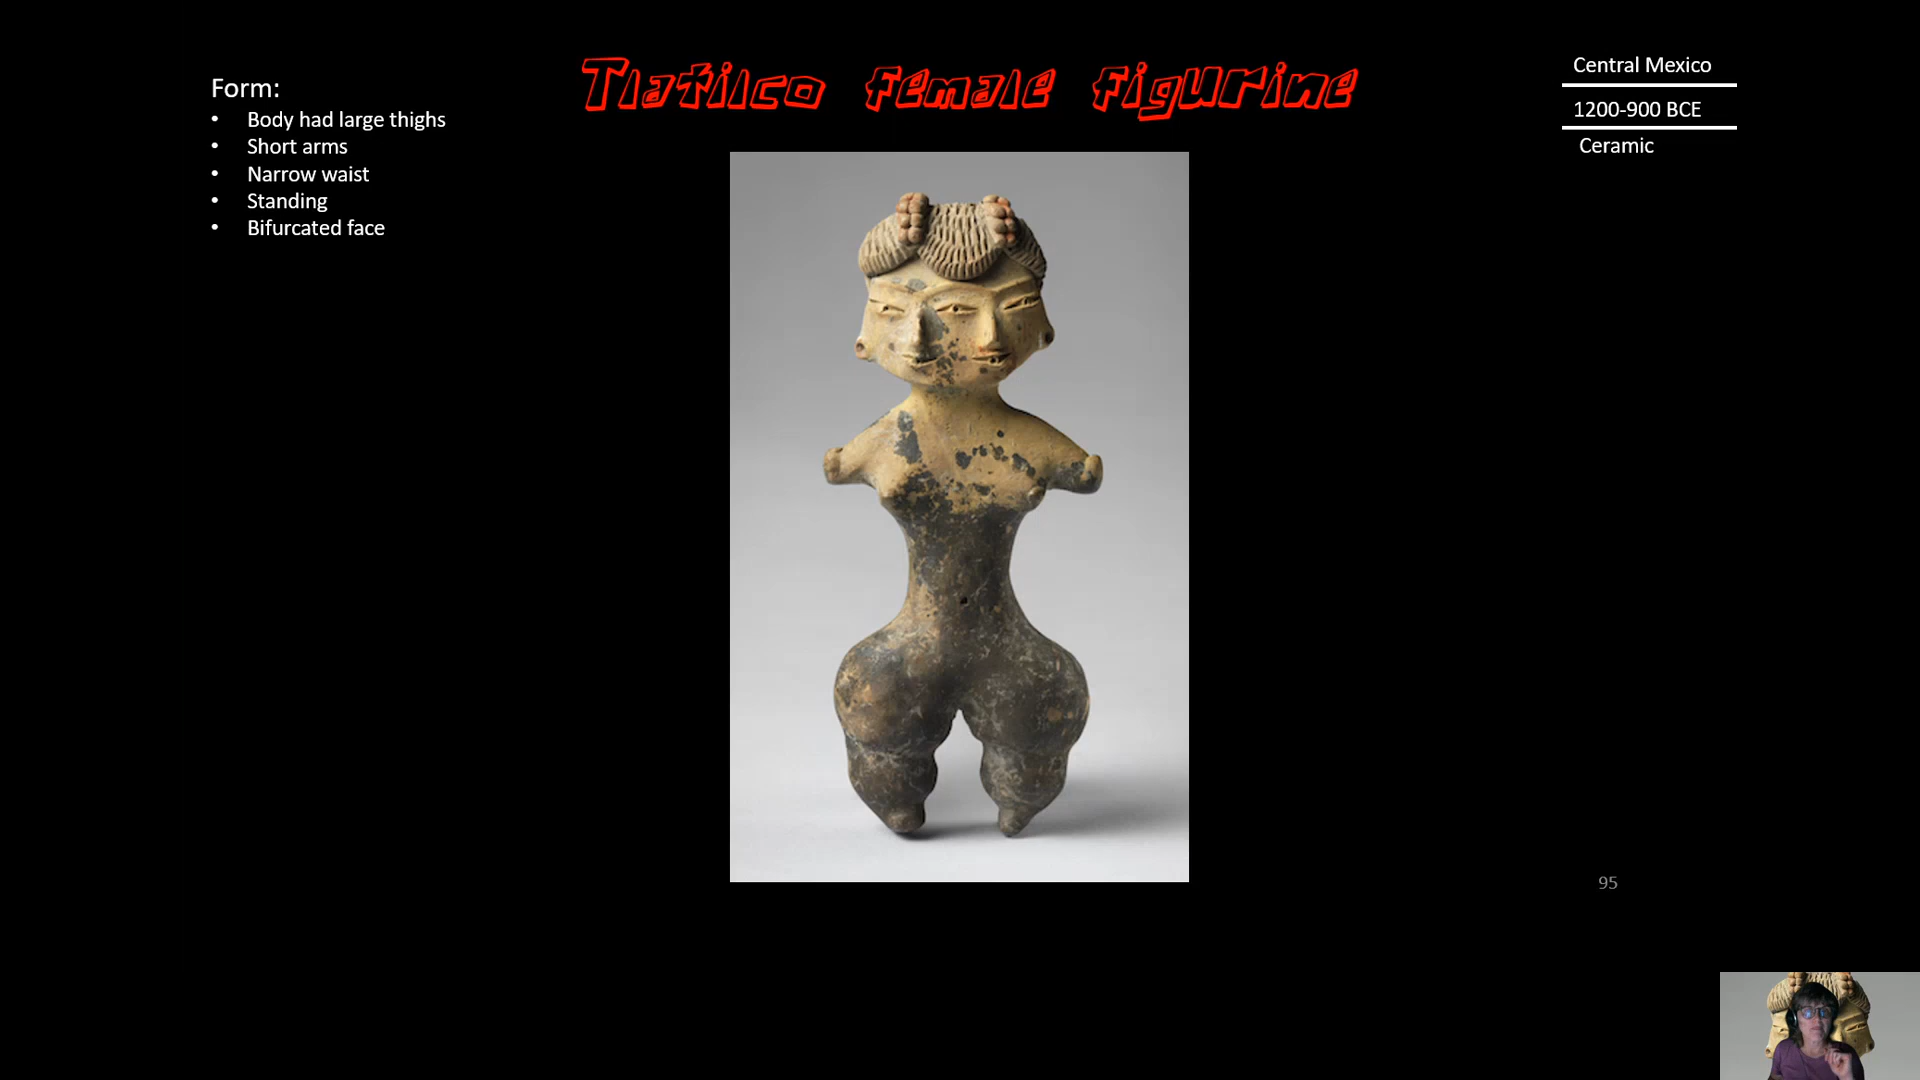 Tlatilco female figurine
Form:
• Body had large thighs
• Short arms
• Narrow waist
• Standing
• Bifurcated face
Central Mexico
1200-900 BCE
Ceramic
95